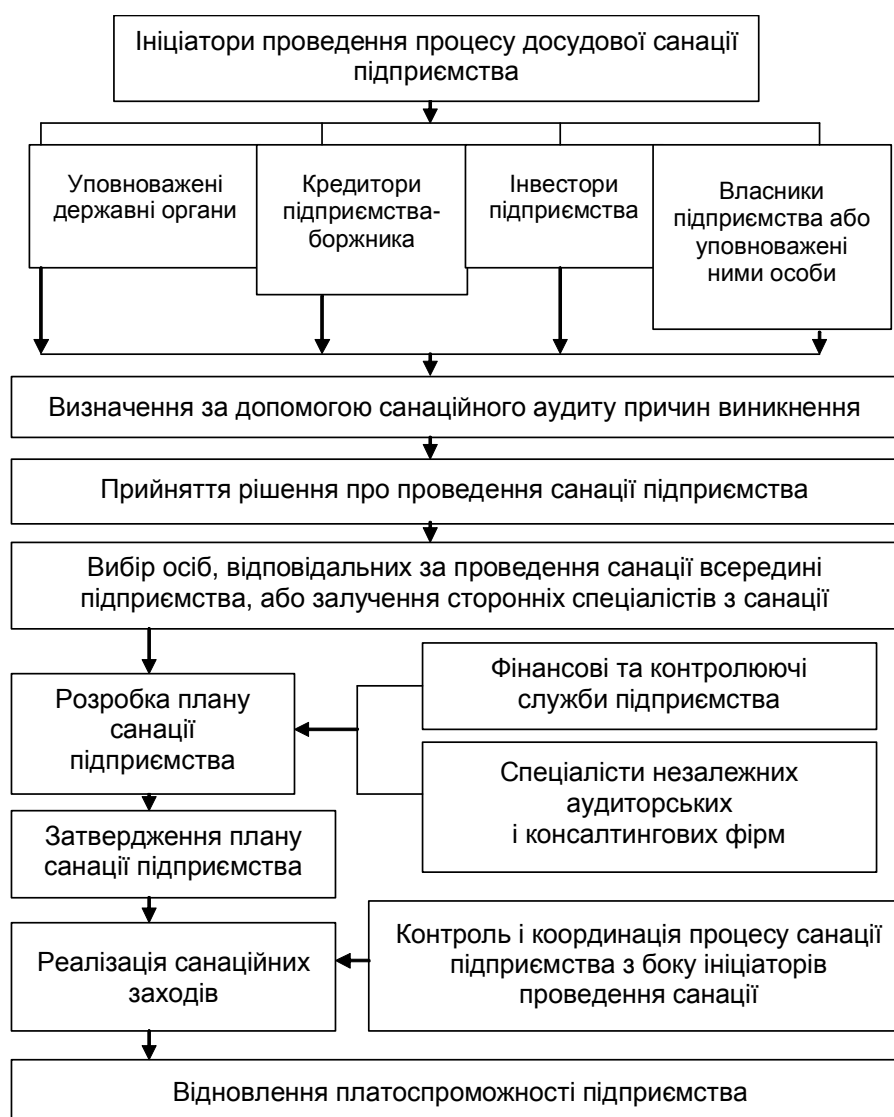 Ініціатори проведення процесу досудової санації
підприємства
Уповноважені
державні органи
Кредитори
підприємства-
боржника
Інвестори
підприємства
Власники
підприємства або
уповноважені
ними особи
Визначення за допомогою санаційного аудиту причин виникнення
Прийняття рішення про проведення санації підприємства
Вибір осіб, відповідальних за проведення санації всередині
підприємства, або залучення сторонніх спеціалістів з санації
Розробка плану
санації
підприємства
Фінансові та контролюючі
служби підприємства
Спеціалісти незалежних
аудиторських
і консалтингових фірм
Затвердження плану
санації підприємства
Реалізація санаційних
заходів
Контроль і координація процесу санації
підприємства з боку ініціаторів
проведення санації
Відновлення платоспроможності підприємства